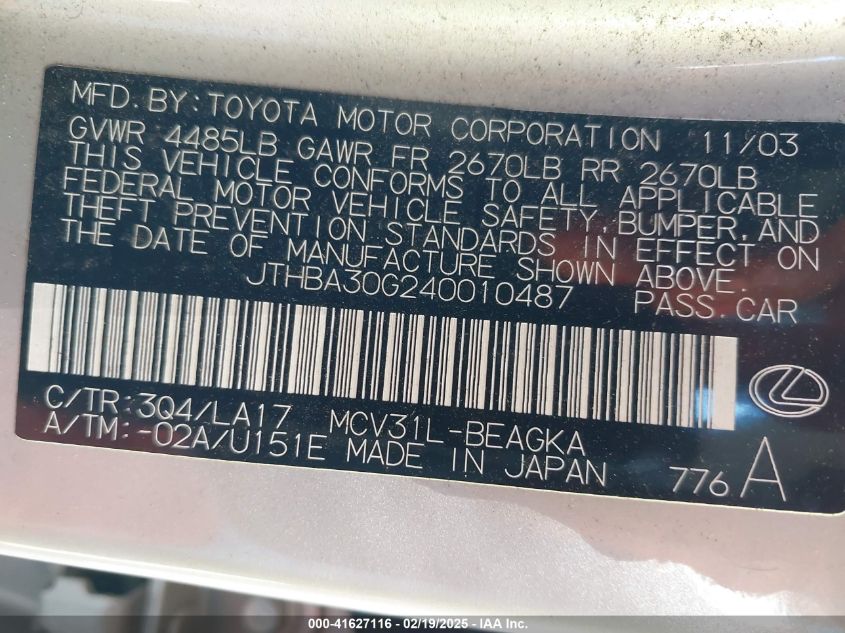 MFD. BY: TOYOTA MOTOR CORPORATION 11/03
GVWR 4485LB GAWR FR 2670LB RR 2670LB
THIS VEHICLE CONFORMS TO ALL APPLICABLE
FEDERAL MOTOR VEHICLE SAFETY, BUMPER, AND
THEFT PREVENTION STANDARDS IN EFFECT ON
THE DATE OF MANUFACTURE SHOWN ABOVE.
JTHBA30G240010487 PASS. CAR
C/TR: 3Q4/LA17 MCV31L-BEAGKA
A/TM: -02A/U151E MADE IN JAPAN 776 A
000-41627116 - 02/19/2025 - IAA Inc.